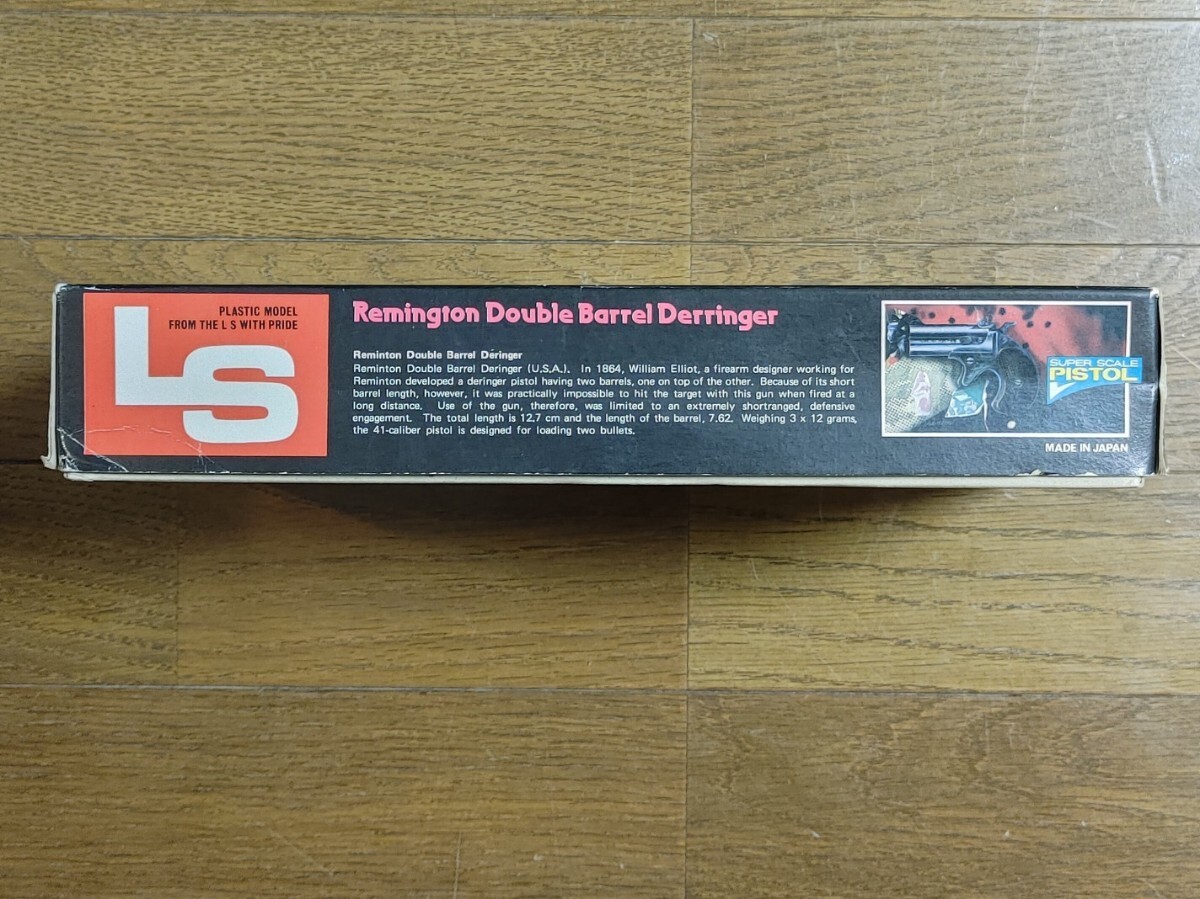 LS
PLASTIC MODEL
FROM THE L S WITH PRIDE
Remington Double Barrel Derringer
Reminton Double Barrel Deringer
Reminton Double Barrel Deringer (U.S.A.). In 1864, William Elliot, a firearm designer working for
Reminton developed a deringer pistol having two barrels, one on top of the other. Because of its short
barrel length, however, it was practically impossible to hit the target with this gun when fired at a
long distance. Use of the gun, therefore, was limited to an extremely shortranged, defensive
engagement. The total length is 12.7 cm and the length of the barrel, 7.62. Weighing 3 x 12 grams,
the 41-caliber pistol is designed for loading two bullets.
SUPER SCALE
PISTOL
MADE IN JAPAN